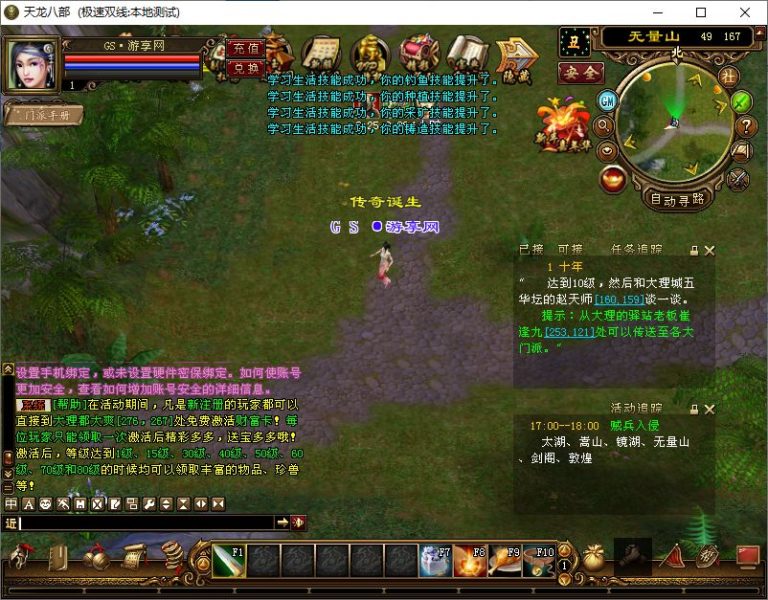 天龙八部 (极速双线:本地测试)
GS·游享网
1
充值
兑换
门派手册
隐藏
丑
无量山 49 167
北
安全
社
GM
自动寻路
学习生活技能成功，你的钓鱼技能提升了。
学习生活技能成功，你的种植技能提升了。
学习生活技能成功，你的采矿技能提升了。
学习生活技能成功，你的铸造技能提升了。
传奇诞生
GS ●游享网
已接 可接 任务追踪
1 十年
“ 达到10级，然后和大理城五
华坛的赵天师[160,159]谈一谈。
提示：从大理的驿站老板崔
逢九[253,121]处可以传送至各大
门派。”
活动追踪
17:00--18:00 贼兵入侵
太湖、嵩山、镜湖、无量山
、剑阁、敦煌
设置手机绑定，或未设置硬件密保绑定。如何使账号
更加安全，查看如何增加账号安全的详细信息。
[帮助]在活动期间，凡是新注册的玩家都可以
直接到大理都大爽[276，267]处免费激活财富卡！每
位玩家只能领取一次激活后精彩多多，送宝多多哦！
激活后，等级达到1级、15级、30级、40级、50级、60
级、70级和80级的时候均可以领取丰富的物品、珍兽
等！
中 A
近
F1 F7 F8 F9 F10
1